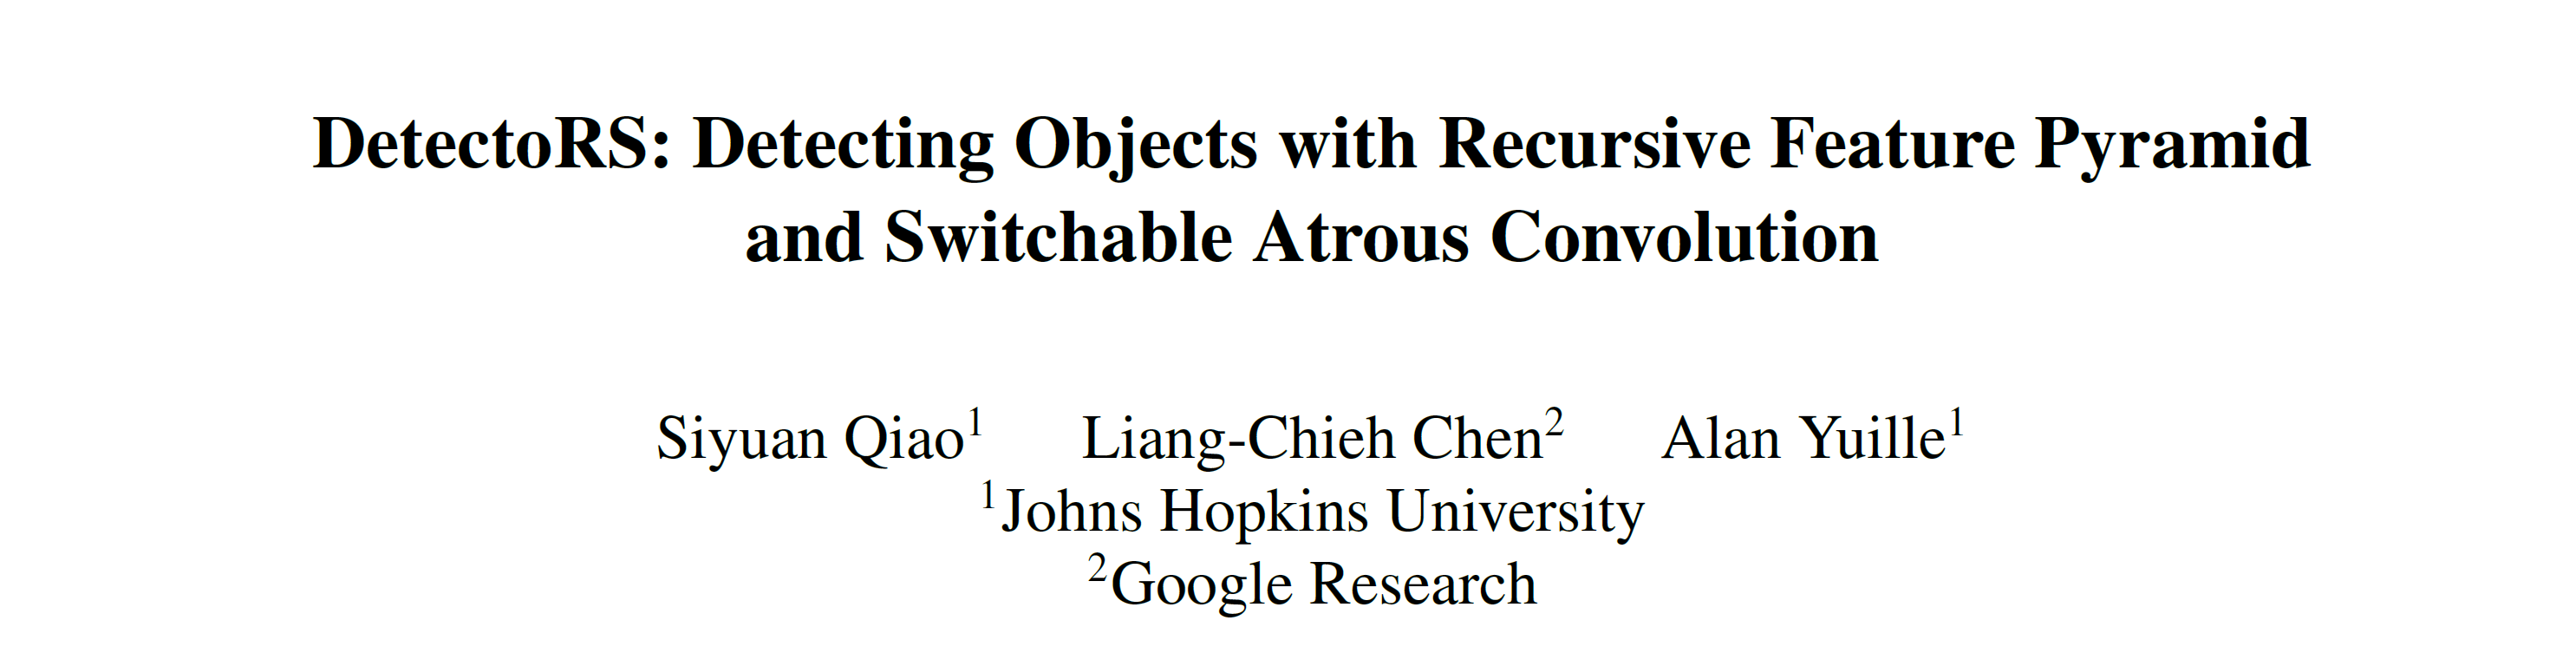 DetectoRS: Detecting Objects with Recursive Feature Pyramid
and Switchable Atrous Convolution
Siyuan Qiao¹ Liang-Chieh Chen² Alan Yuille¹
¹Johns Hopkins University
²Google Research